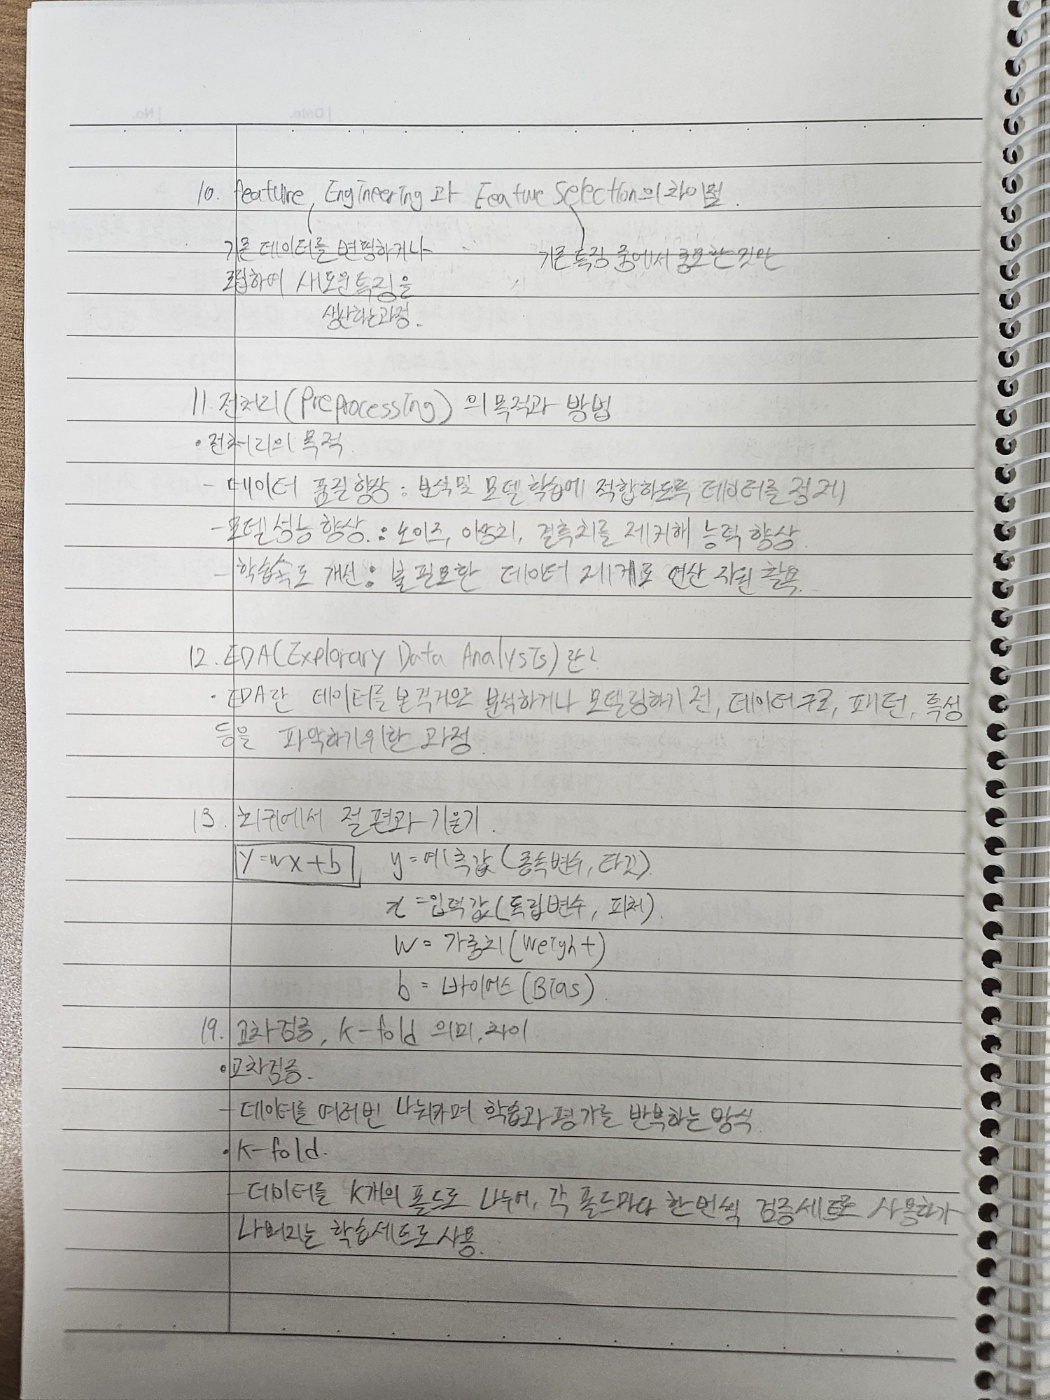 10. feature Engineering 과 Feature Selection의 차이점.
기존 데이터를 변형하거나
조합하여 새로운 특징을
생산하는 과정.
기존 특징 중에서 중요한 것만
11. 전처리(Preprocessing) 의 목적과 방법
• 전처리의 목적
- 데이터 품질향상 : 분석 및 모델 학습에 적합하도록 데이터를 정제
- 모델 성능 향상. : 노이즈, 이상치, 결측치를 제거해 능력 향상
- 학습속도 개선 : 불필요한 데이터 제거로 연산 자원 활용.
12. EDA(Explorary Data Analysis)란?
• EDA란 데이터를 본격적으로 분석하거나 모델링하기 전, 데이터 구조, 패턴, 특성
등을 파악하기위한 과정.
13. 회귀에서 절편과 기울기.
y=wx+b y=예측값 (종속변수, 타깃)
x =입력값(독립변수, 피처)
w = 가중치(weight)
b = 바이어스 (Bias)
19. 교차검증, k-fold 의미, 차이
• 교차검증.
- 데이터를 여러번 나눠가며 학습과 평가를 반복하는 방식.
• k-fold.
- 데이터를 K개의 폴드로 나누어, 각 폴드마다 한번씩 검증세트로 사용하고
나머지는 학습세트로 사용.